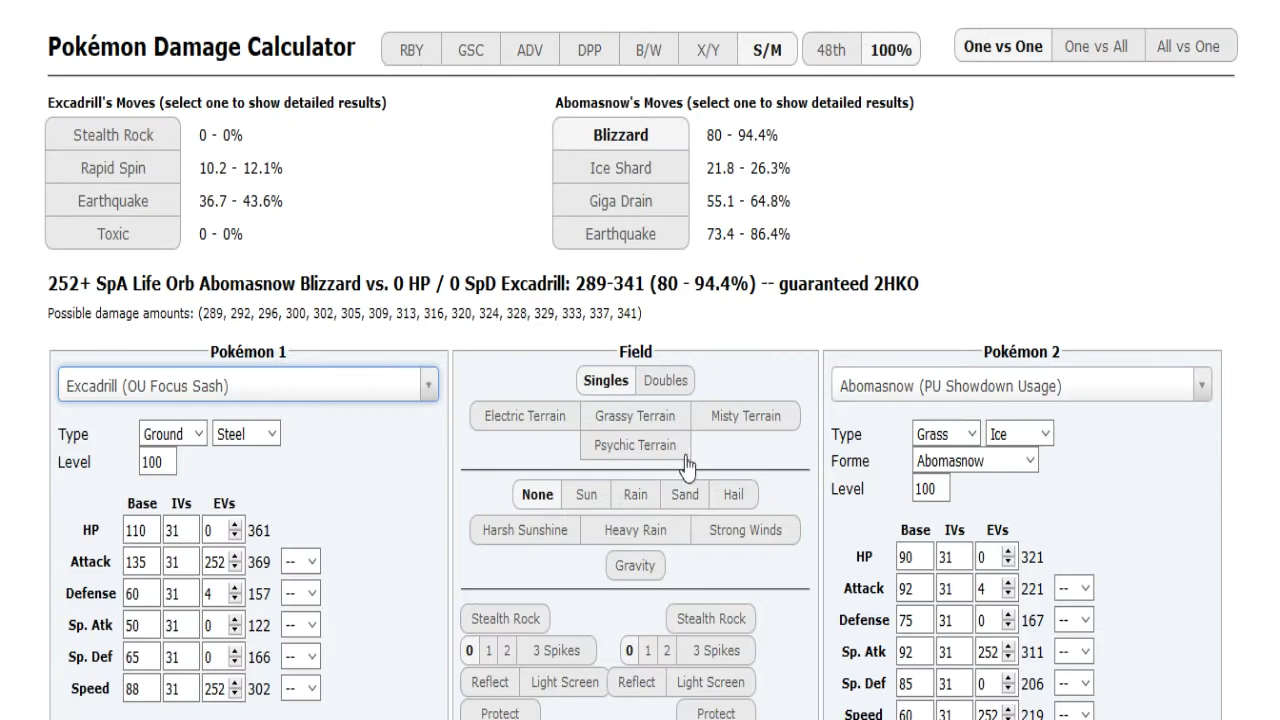 Pokémon Damage Calculator
RBY GSC ADV DPP B/W X/Y S/M 48th 100% One vs One One vs All All vs One
Excadrill's Moves (select one to show detailed results)
Stealth Rock 0 - 0%
Rapid Spin 10.2 - 12.1%
Earthquake 36.7 - 43.6%
Toxic 0 - 0%
Abomasnow's Moves (select one to show detailed results)
Blizzard 80 - 94.4%
Ice Shard 21.8 - 26.3%
Giga Drain 55.1 - 64.8%
Earthquake 73.4 - 86.4%
252+ SpA Life Orb Abomasnow Blizzard vs. 0 HP / 0 SpD Excadrill: 289-341 (80 - 94.4%) -- guaranteed 2HKO
Possible damage amounts: (289, 292, 296, 300, 302, 305, 309, 313, 316, 320, 324, 328, 329, 333, 337, 341)
Pokémon 1
Excadrill (OU Focus Sash)
Type Ground Steel
Level 100
Base IVs EVs
HP 110 31 0 361
Attack 135 31 252 369 --
Defense 60 31 4 157 --
Sp. Atk 50 31 0 122 --
Sp. Def 65 31 0 166 --
Speed 88 31 252 302 --
Field
Singles Doubles
Electric Terrain Grassy Terrain Misty Terrain
Psychic Terrain
None Sun Rain Sand Hail
Harsh Sunshine Heavy Rain Strong Winds
Gravity
Stealth Rock Stealth Rock
0 1 2 3 Spikes 0 1 2 3 Spikes
Reflect Light Screen Reflect Light Screen
Protect Protect
Pokémon 2
Abomasnow (PU Showdown Usage)
Type Grass Ice
Forme Abomasnow
Level 100
Base IVs EVs
HP 90 31 0 321
Attack 92 31 4 221 --
Defense 75 31 0 167 --
Sp. Atk 92 31 252 311 --
Sp. Def 85 31 0 206 --
Speed 60 31 252 219 --